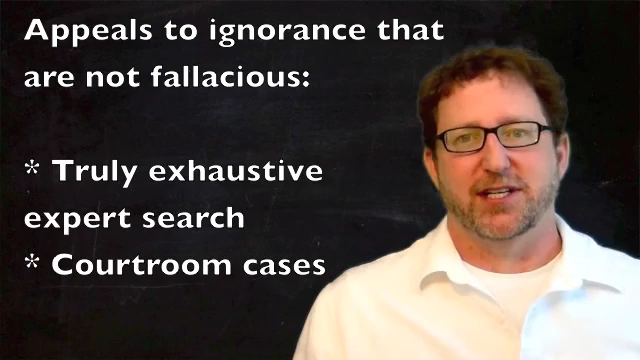 Appeals to ignorance that
are not fallacious:
* Truly exhaustive
expert search
* Courtroom cases